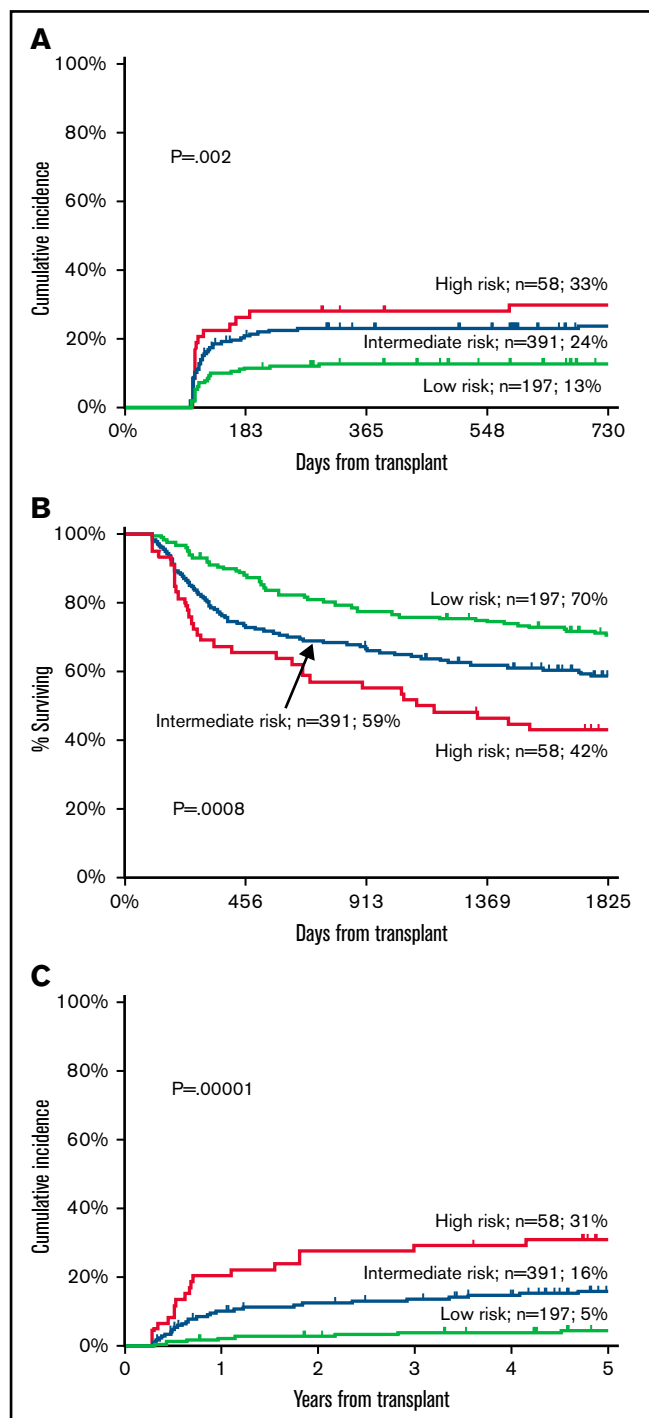 A
100%
80%
60%
40%
20%
0%
Cumulative incidence
P=.002
High risk; n=58; 33%
Intermediate risk; n=391; 24%
Low risk; n=197; 13%
0%
183
365
548
730
Days from transplant
B
100%
80%
60%
40%
20%
0%
% Surviving
Low risk; n=197; 70%
Intermediate risk; n=391; 59%
High risk; n=58; 42%
P=.0008
0%
456
913
1369
1825
Days from transplant
C
100%
80%
60%
40%
20%
0%
Cumulative incidence
P=.00001
High risk; n=58; 31%
Intermediate risk; n=391; 16%
Low risk; n=197; 5%
0
1
2
3
4
5
Years from transplant